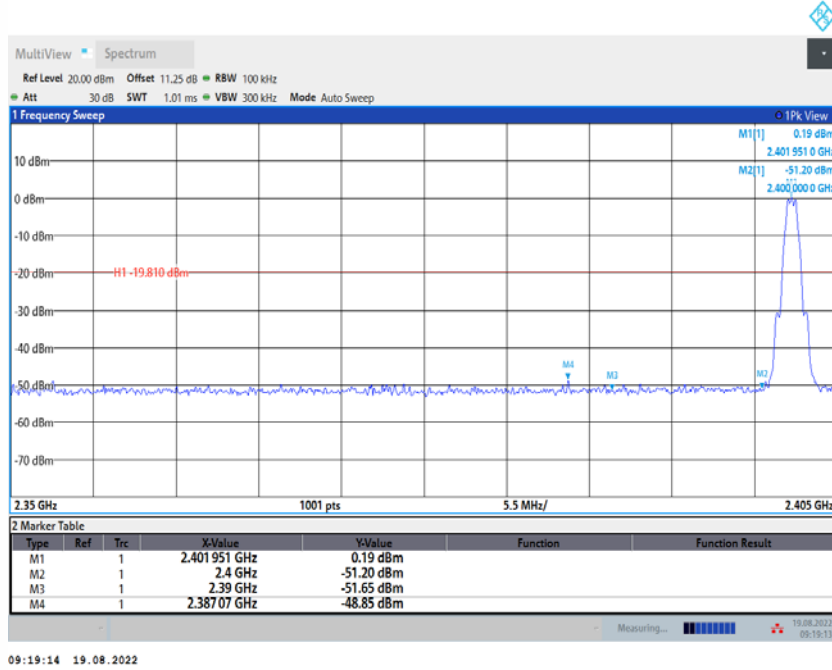 MultiView Spectrum
Ref Level 20.00 dBm Offset 11.25 dB RBW 100 kHz
Att 30 dB SWT 1.01 ms VBW 300 kHz Mode Auto Sweep
1 Frequency Sweep 1Pk View
M1[1] 0.19 dBm
2.401 951 0 GHz
10 dBm
M2[1] -51.20 dBm
2.400 000 0 GHz
0 dBm
-10 dBm
-20 dBm H1 -19.810 dBm
-30 dBm
-40 dBm
M4
M3
M2
-50 dBm
-60 dBm
-70 dBm
2.35 GHz 1001 pts 5.5 MHz/ 2.405 GHz
2 Marker Table
Type Ref Trc X-Value Y-Value Function Function Result
M1 1 2.401 951 GHz 0.19 dBm
M2 1 2.4 GHz -51.20 dBm
M3 1 2.39 GHz -51.65 dBm
M4 1 2.387 07 GHz -48.85 dBm
Measuring... 19.08.2022
09:19:13
09:19:14 19.08.2022